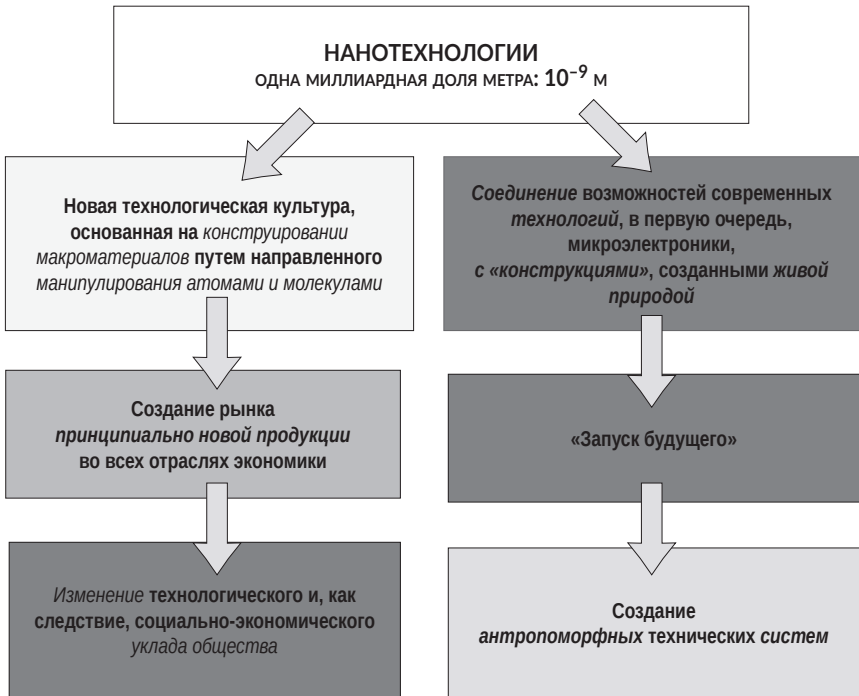 НАНОТЕХНОЛОГИИ
ОДНА МИЛЛИАРДНАЯ ДОЛЯ МЕТРА: 10⁻⁹ М
Новая технологическая культура,
основанная на конструировании
макроматериалов путем направленного
манипулирования атомами и молекулами
Создание рынка
принципиально новой продукции
во всех отраслях экономики
Изменение технологического и, как
следствие, социально-экономического
уклада общества
Соединение возможностей современных
технологий, в первую очередь,
микроэлектроники,
с «конструкциями», созданными живой
природой
«Запуск будущего»
Создание
антропоморфных технических систем